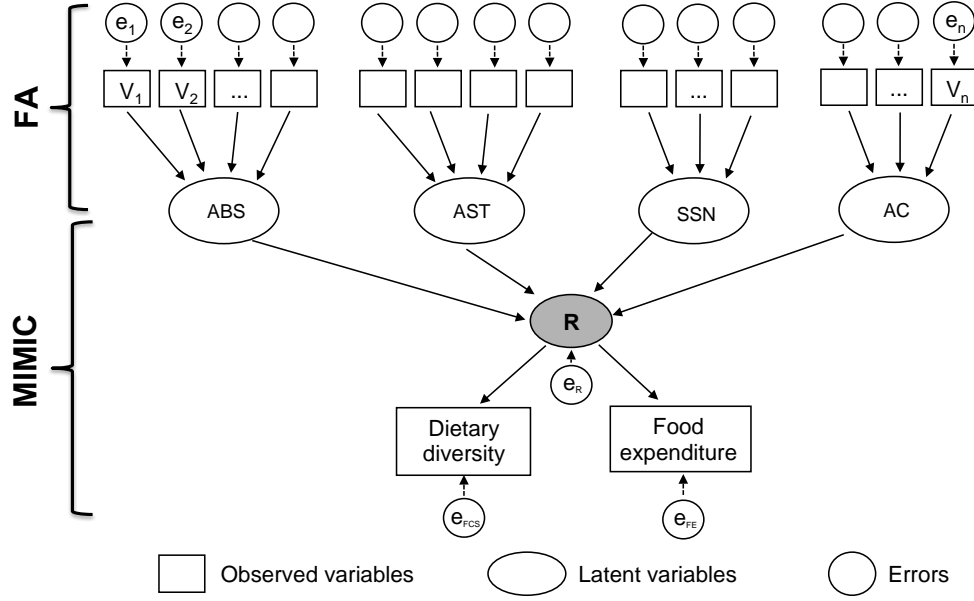 FA
e1 e2 en
V1 V2 ... ... ... Vn
ABS AST SSN AC
MIMIC
R
eR
Dietary
diversity
Food
expenditure
eFCS eFE
Observed variables Latent variables Errors